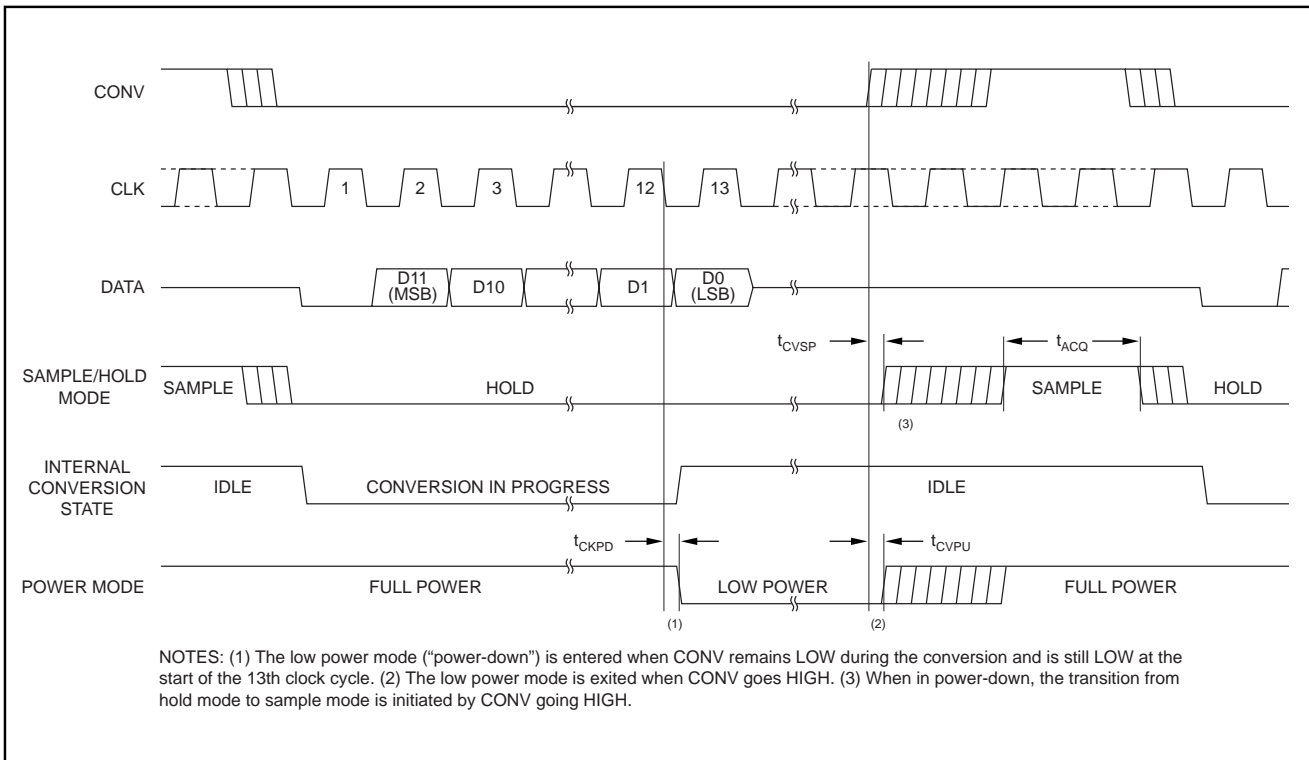 CONV
CLK
1
2
3
12
13
DATA
D11
(MSB)
D10
D1
D0
(LSB)
tCVSP
tACQ
SAMPLE/HOLD
MODE
SAMPLE
HOLD
SAMPLE
HOLD
(3)
INTERNAL
CONVERSION
STATE
IDLE
CONVERSION IN PROGRESS
IDLE
tCKPD
tCVPU
POWER MODE
FULL POWER
LOW POWER
FULL POWER
(1)
(2)
NOTES: (1) The low power mode (“power-down”) is entered when CONV remains LOW during the conversion and is still LOW at the
start of the 13th clock cycle. (2) The low power mode is exited when CONV goes HIGH. (3) When in power-down, the transition from
hold mode to sample mode is initiated by CONV going HIGH.